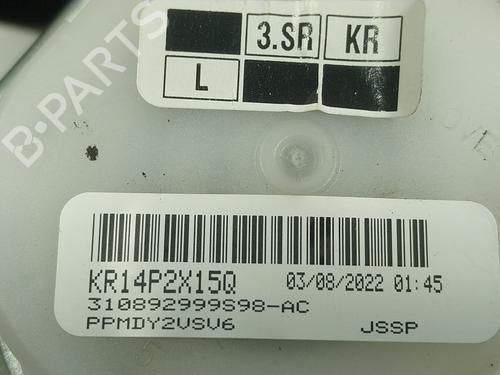 3.SR KR
L
B-PARTS
KR14P2X15Q 03/08/2022 01:45
310892999S98-AC
PPMDY2VSV6 JSSP